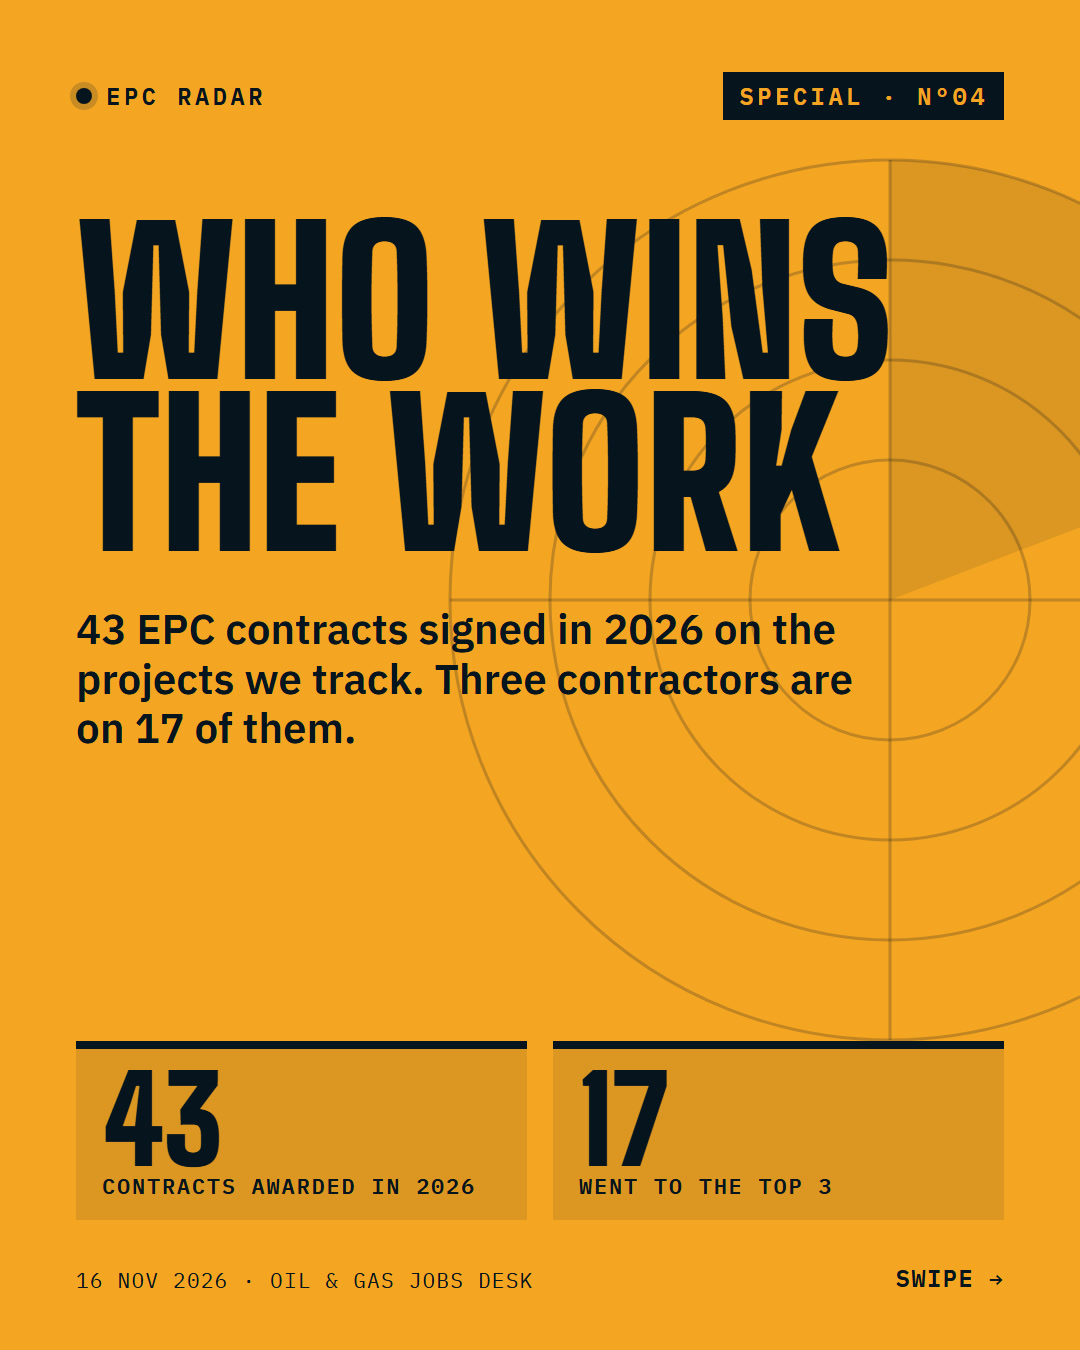 EPC RADAR
SPECIAL · Nº04
WHO WINS
THE WORK
43 EPC contracts signed in 2026 on the
projects we track. Three contractors are
on 17 of them.
43
CONTRACTS AWARDED IN 2026
17
WENT TO THE TOP 3
16 NOV 2026 · OIL & GAS JOBS DESK
SWIPE →